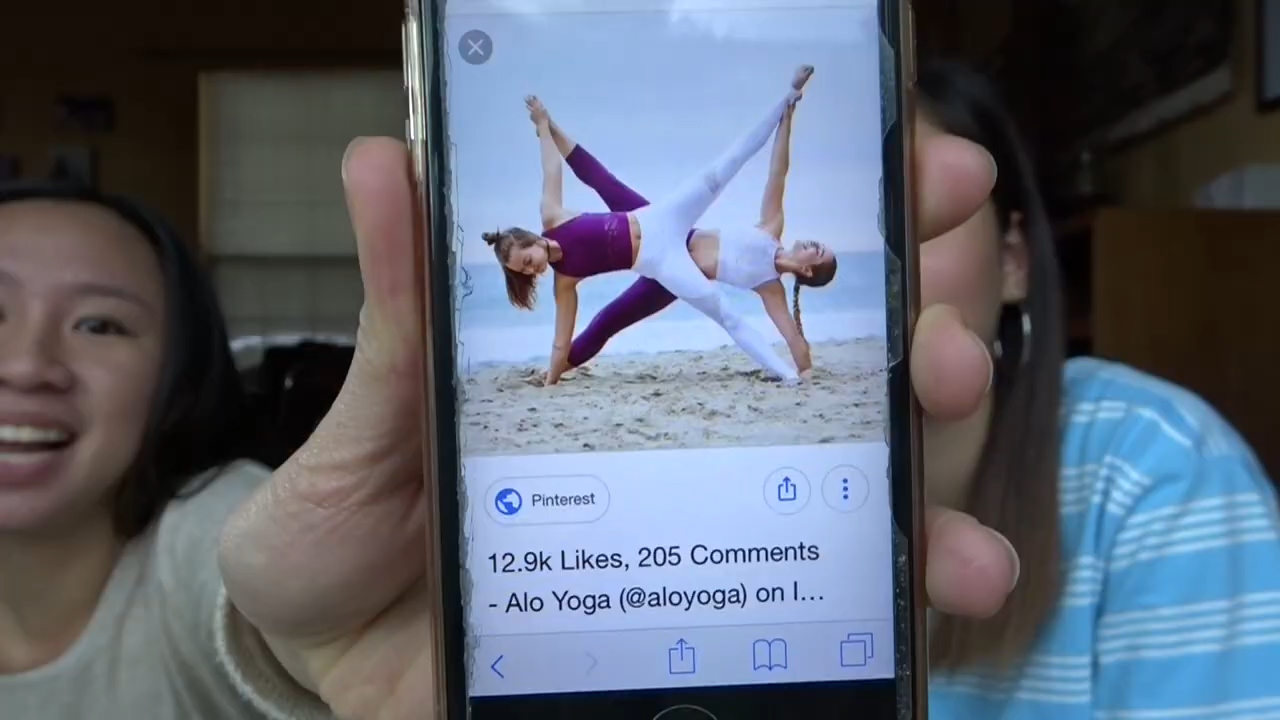 Pinterest
12.9k Likes, 205 Comments
- Alo Yoga (@aloyoga) on I...